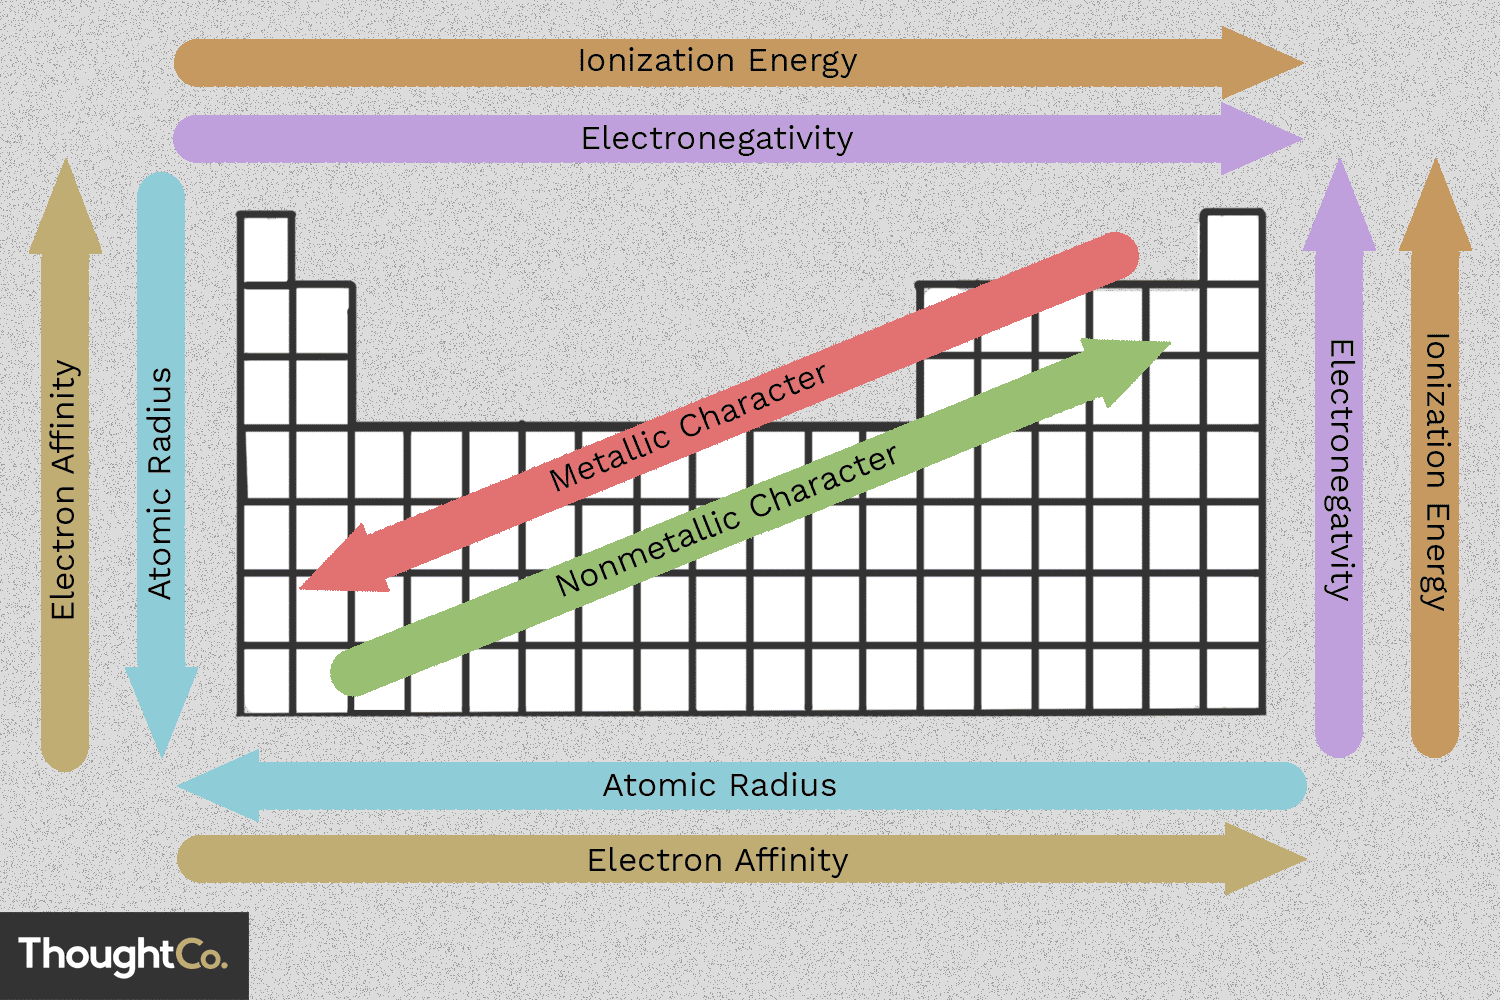 Ionization Energy
Electronegativity
Electron Affinity
Atomic Radius
Metallic Character
Nonmetallic Character
Electronegatvity
Ionization Energy
Atomic Radius
Electron Affinity
ThoughtCo.